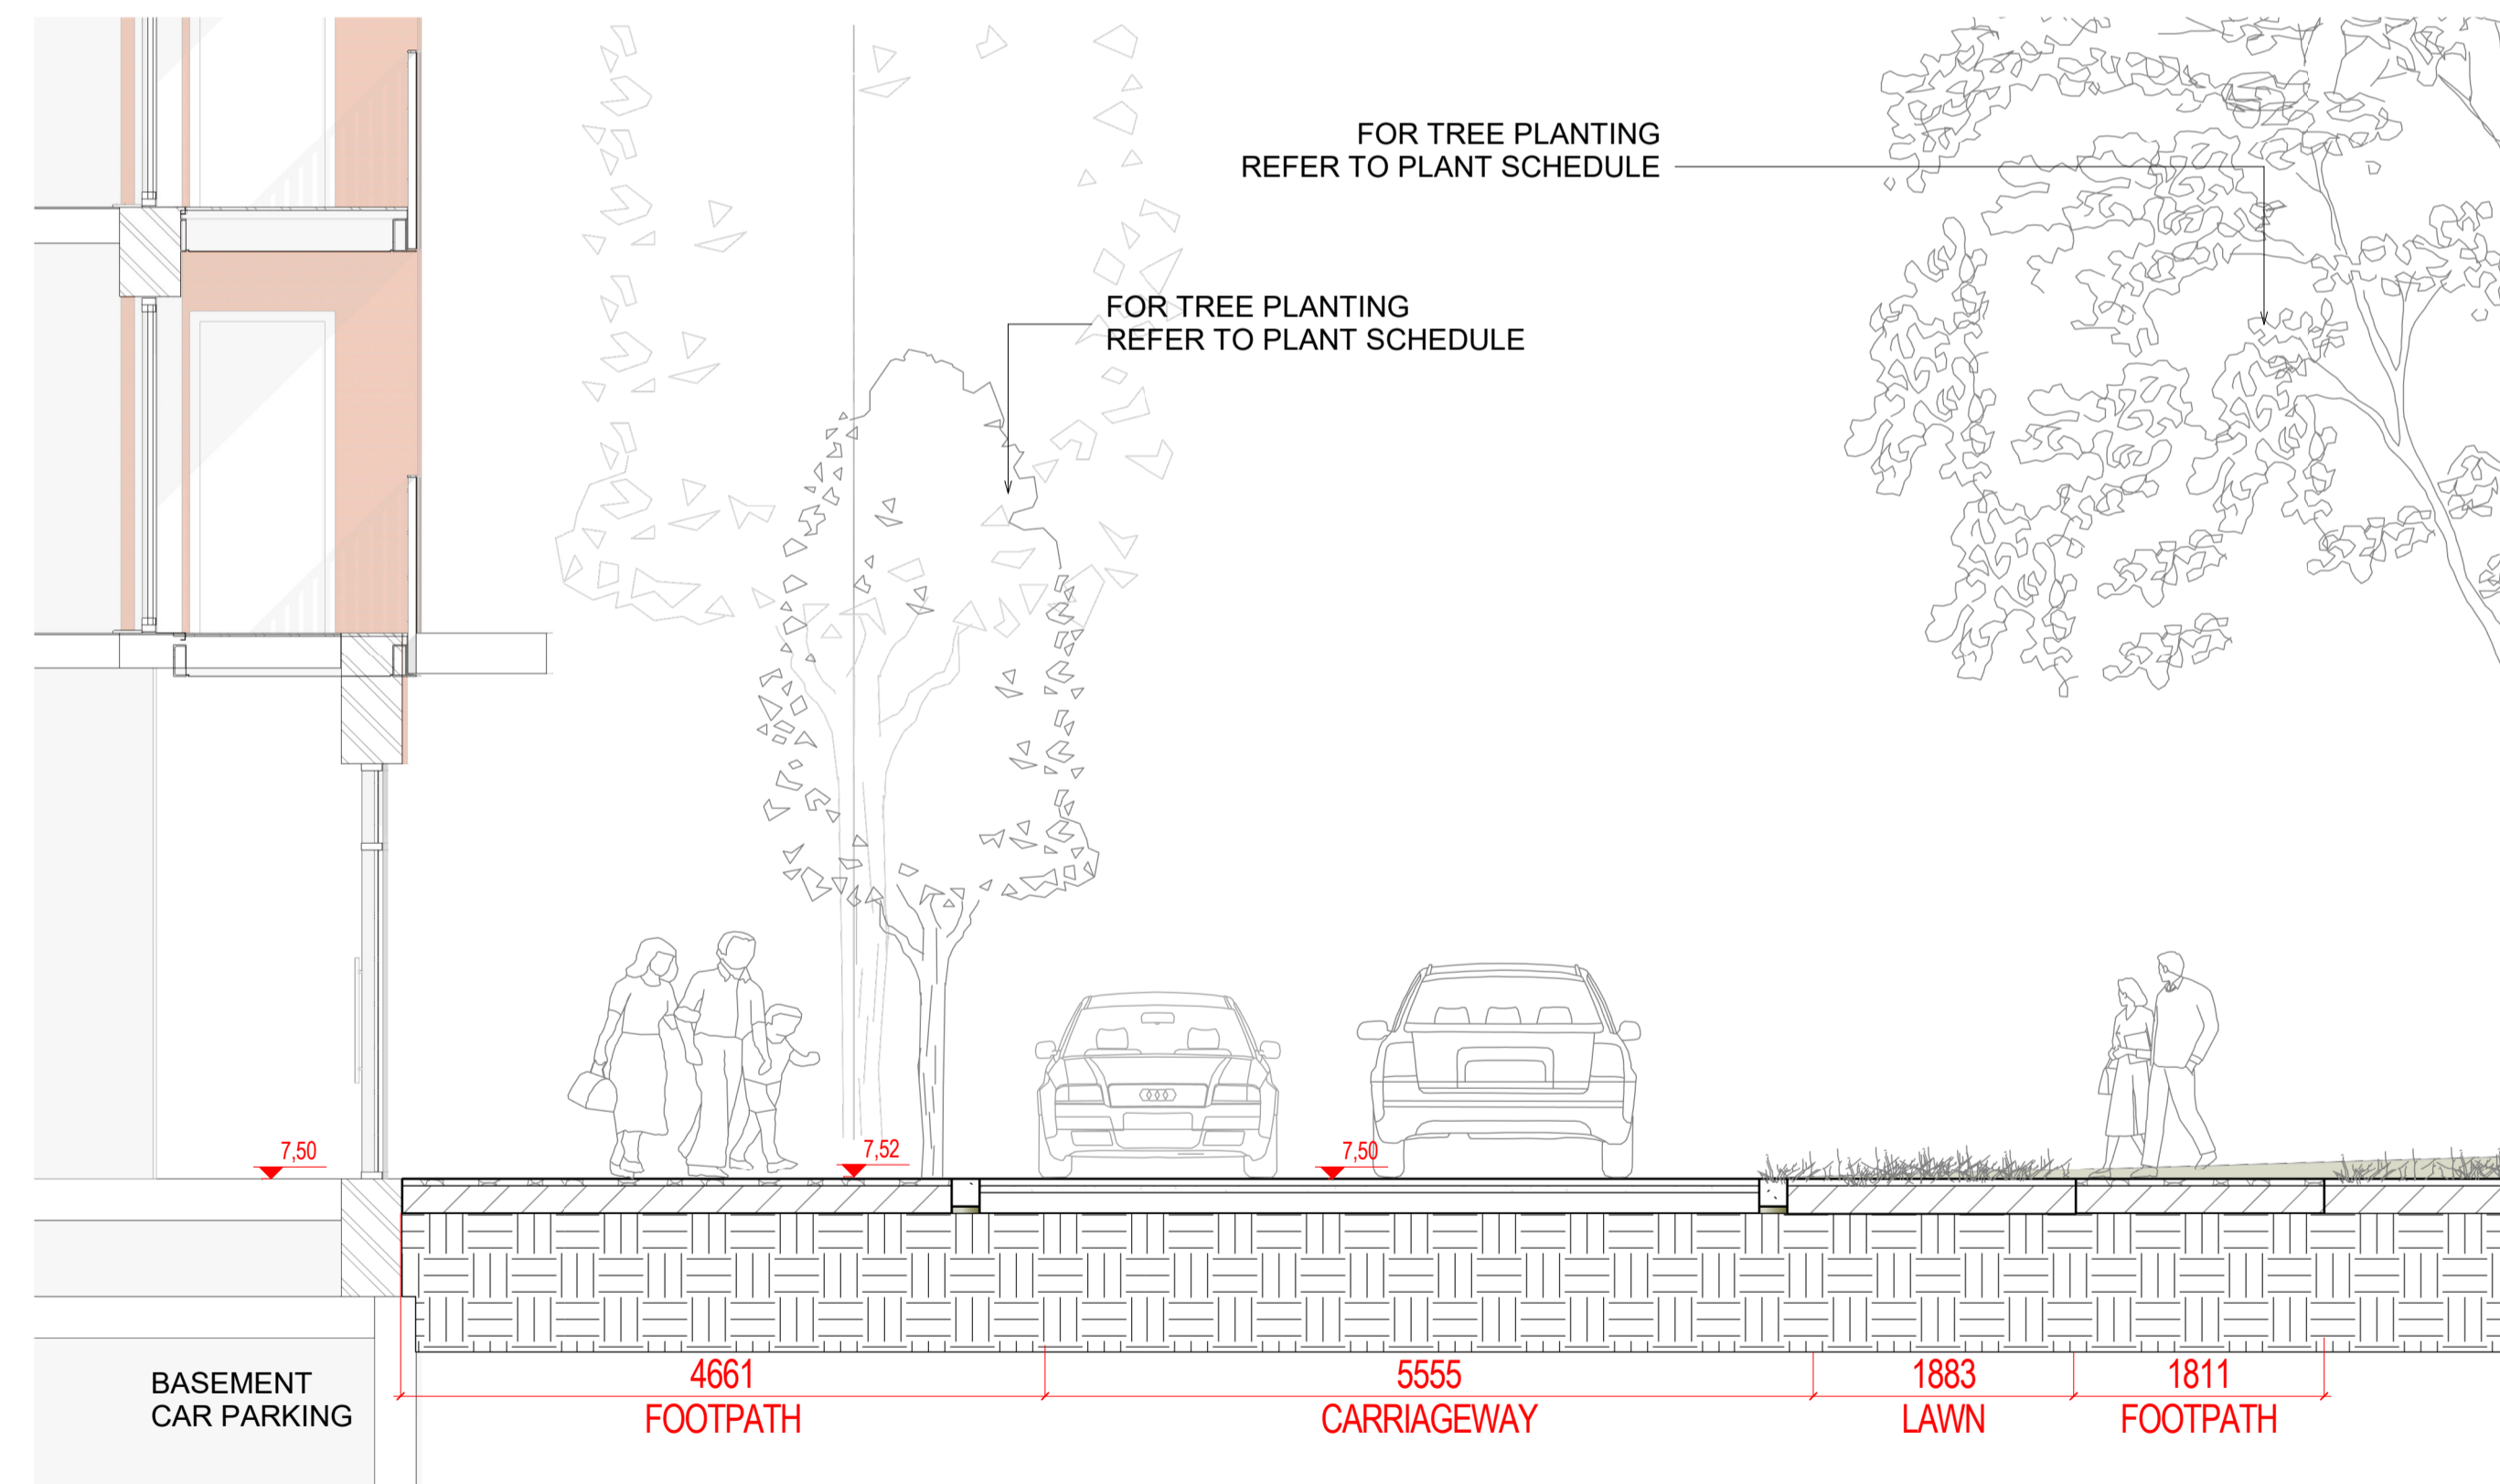 FOR TREE PLANTING
REFER TO PLANT SCHEDULE
FOR TREE PLANTING
REFER TO PLANT SCHEDULE
7,50
7,52
7,50
BASEMENT
CAR PARKING
4661
5555
1883
1811
FOOTPATH
CARRIAGEWAY
LAWN
FOOTPATH